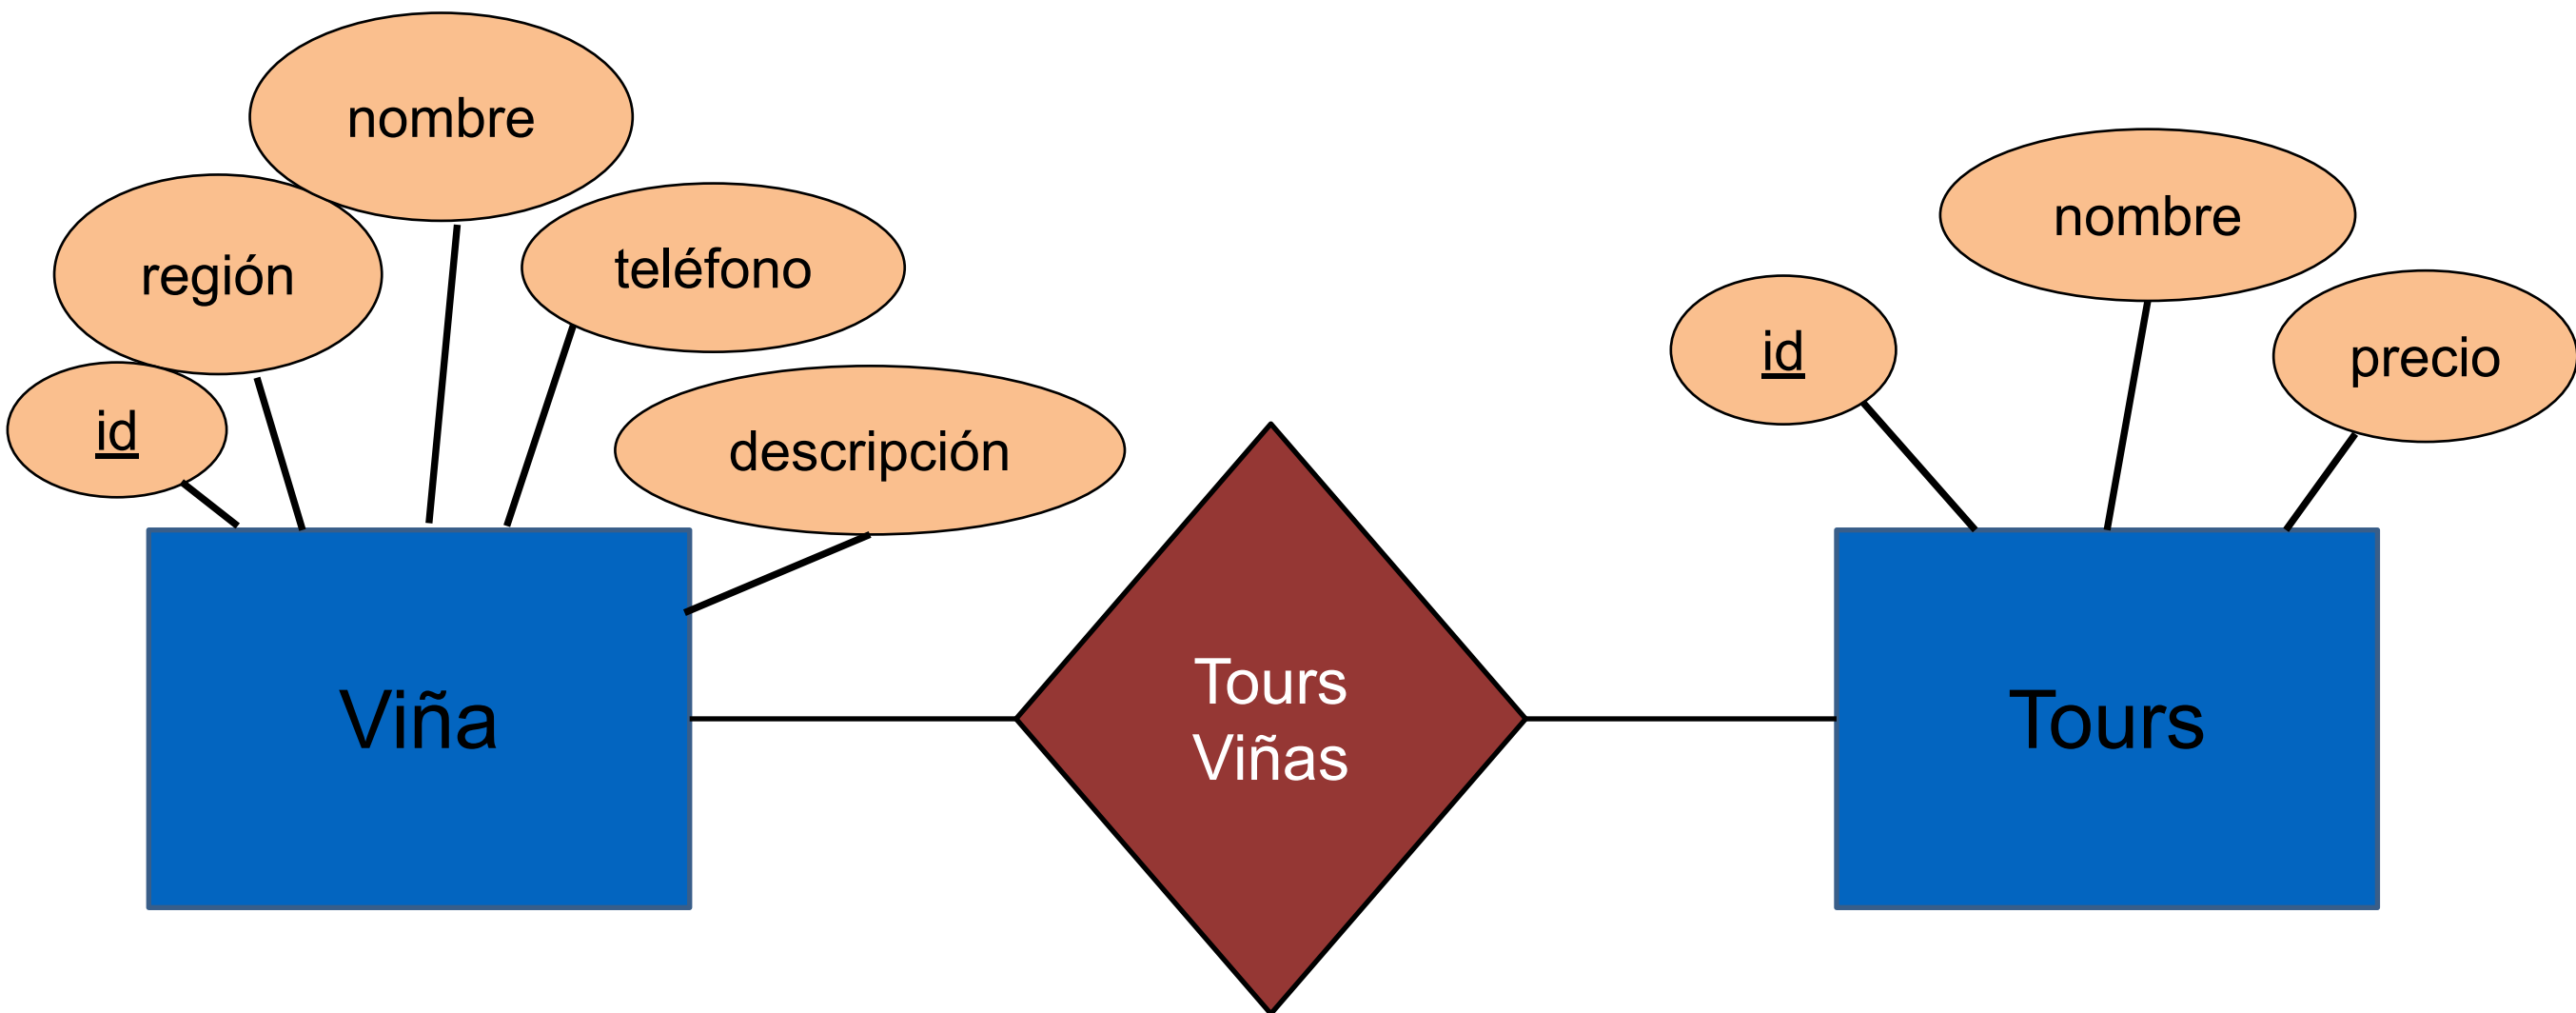 nombre
región
teléfono
id
descripción
Viña
Tours
Viñas
nombre
id
precio
Tours